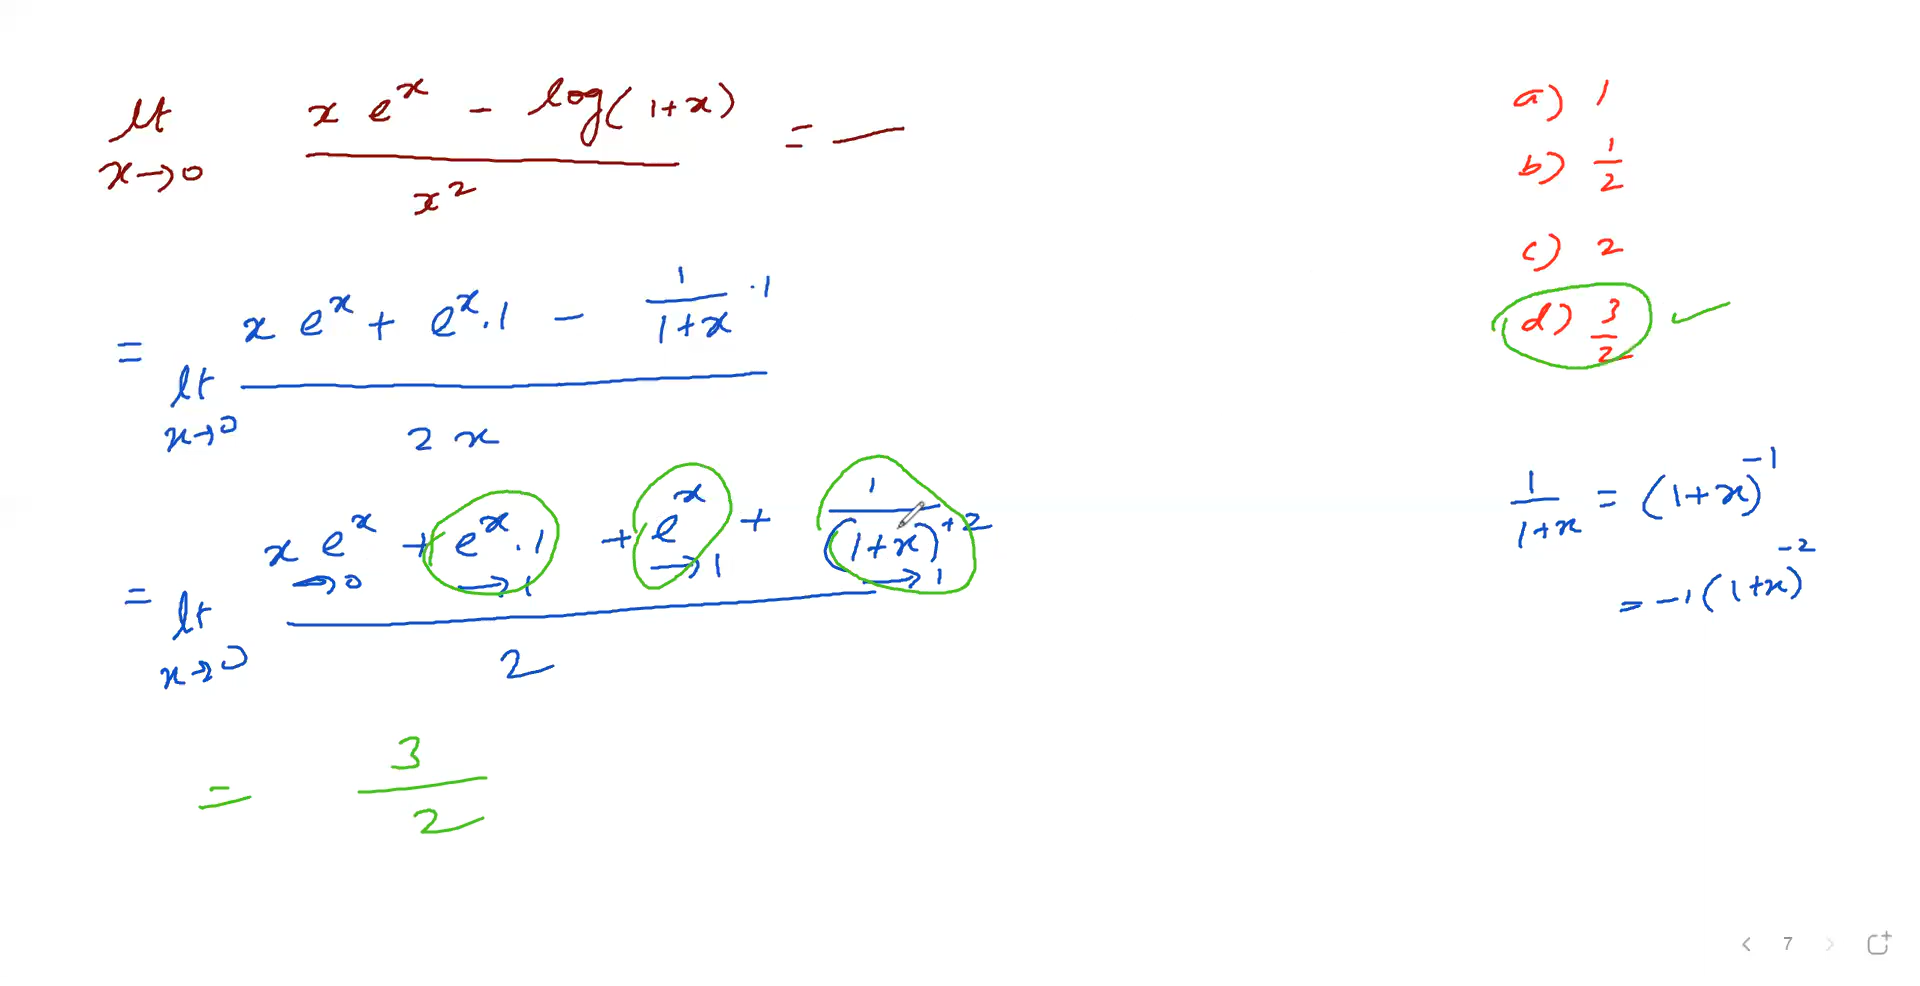 lt x→0 (x e^x - log(1+x)) / x^2 = —
a) 1
b) 1/2
c) 2
d) 3/2 ✓
= lt x→0 (x e^x + e^x . 1 - 1/(1+x) . 1) / 2x
= lt x→0 (x e^x →0 + e^x . 1 →1 + e^x →1 + 1/(1+x)^+2 →1) / 2
= 3/2
1/(1+x) = (1+x)^-1
= -1(1+x)^-2
7